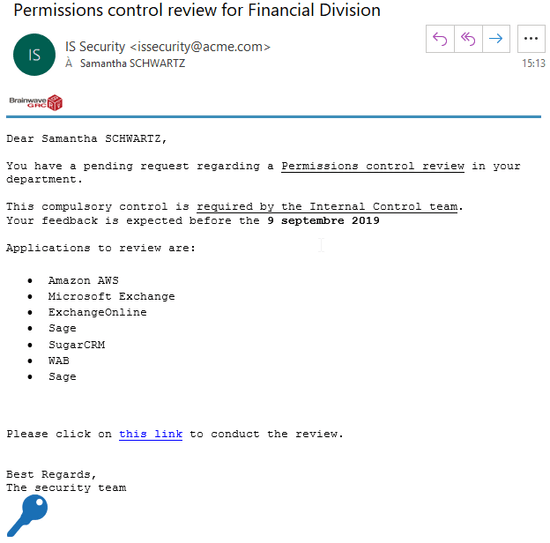 Permissions control review for Financial Division
IS
IS Security <issecurity@acme.com>
À Samantha SCHWARTZ
15:13
Brainwave
GRC
Dear Samantha SCHWARTZ,
You have a pending request regarding a Permissions control review in your
department.
This compulsory control is required by the Internal Control team.
Your feedback is expected before the 9 septembre 2019
Applications to review are:
• Amazon AWS
• Microsoft Exchange
• ExchangeOnline
• Sage
• SugarCRM
• WAB
• Sage
Please click on this link to conduct the review.
Best Regards,
The security team